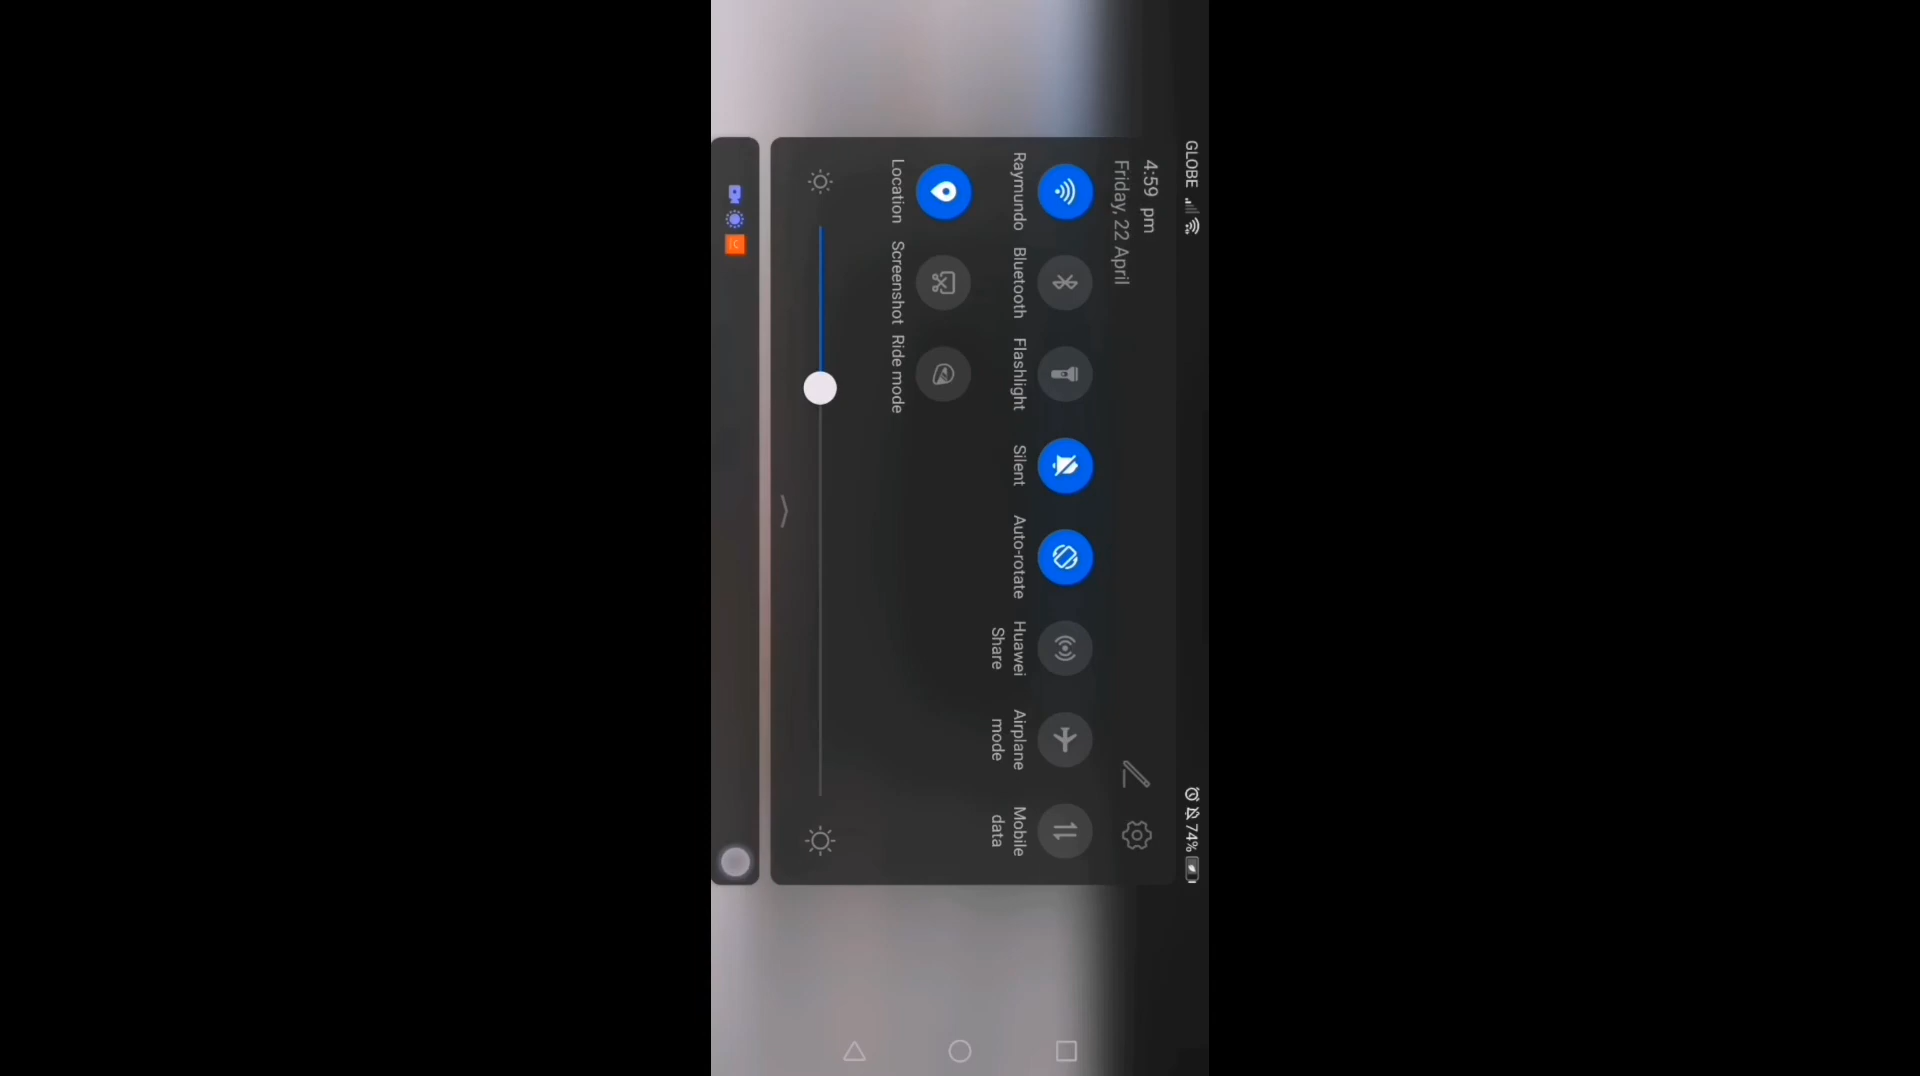 GLOBE
74%
4:59 pm
Friday, 22 April
Raymundo
Bluetooth
Flashlight
Silent
Auto-rotate
Huawei
Share
Airplane
mode
Mobile
data
Location
Screenshot
Ride mode
C